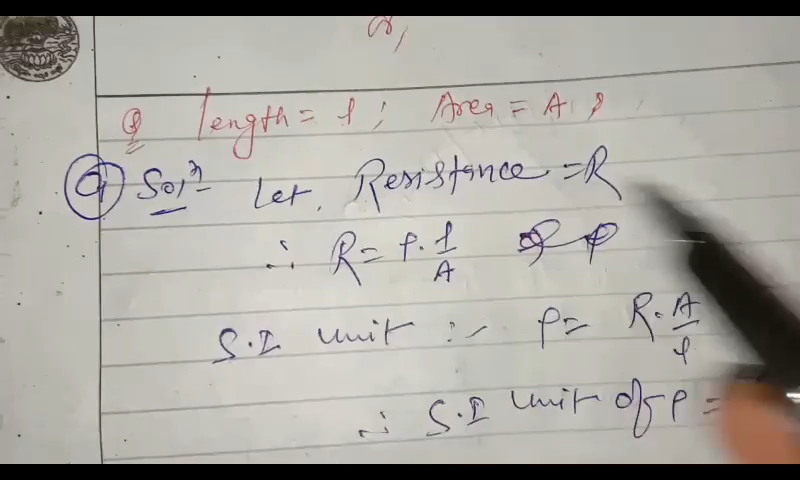 Q Length = l ; Area = A, ρ
a) Solⁿ- Let, Resistance = R
∴ R = ρ. l/A
S.I unit :- ρ = R. A/l
∴ S.I unit of ρ =